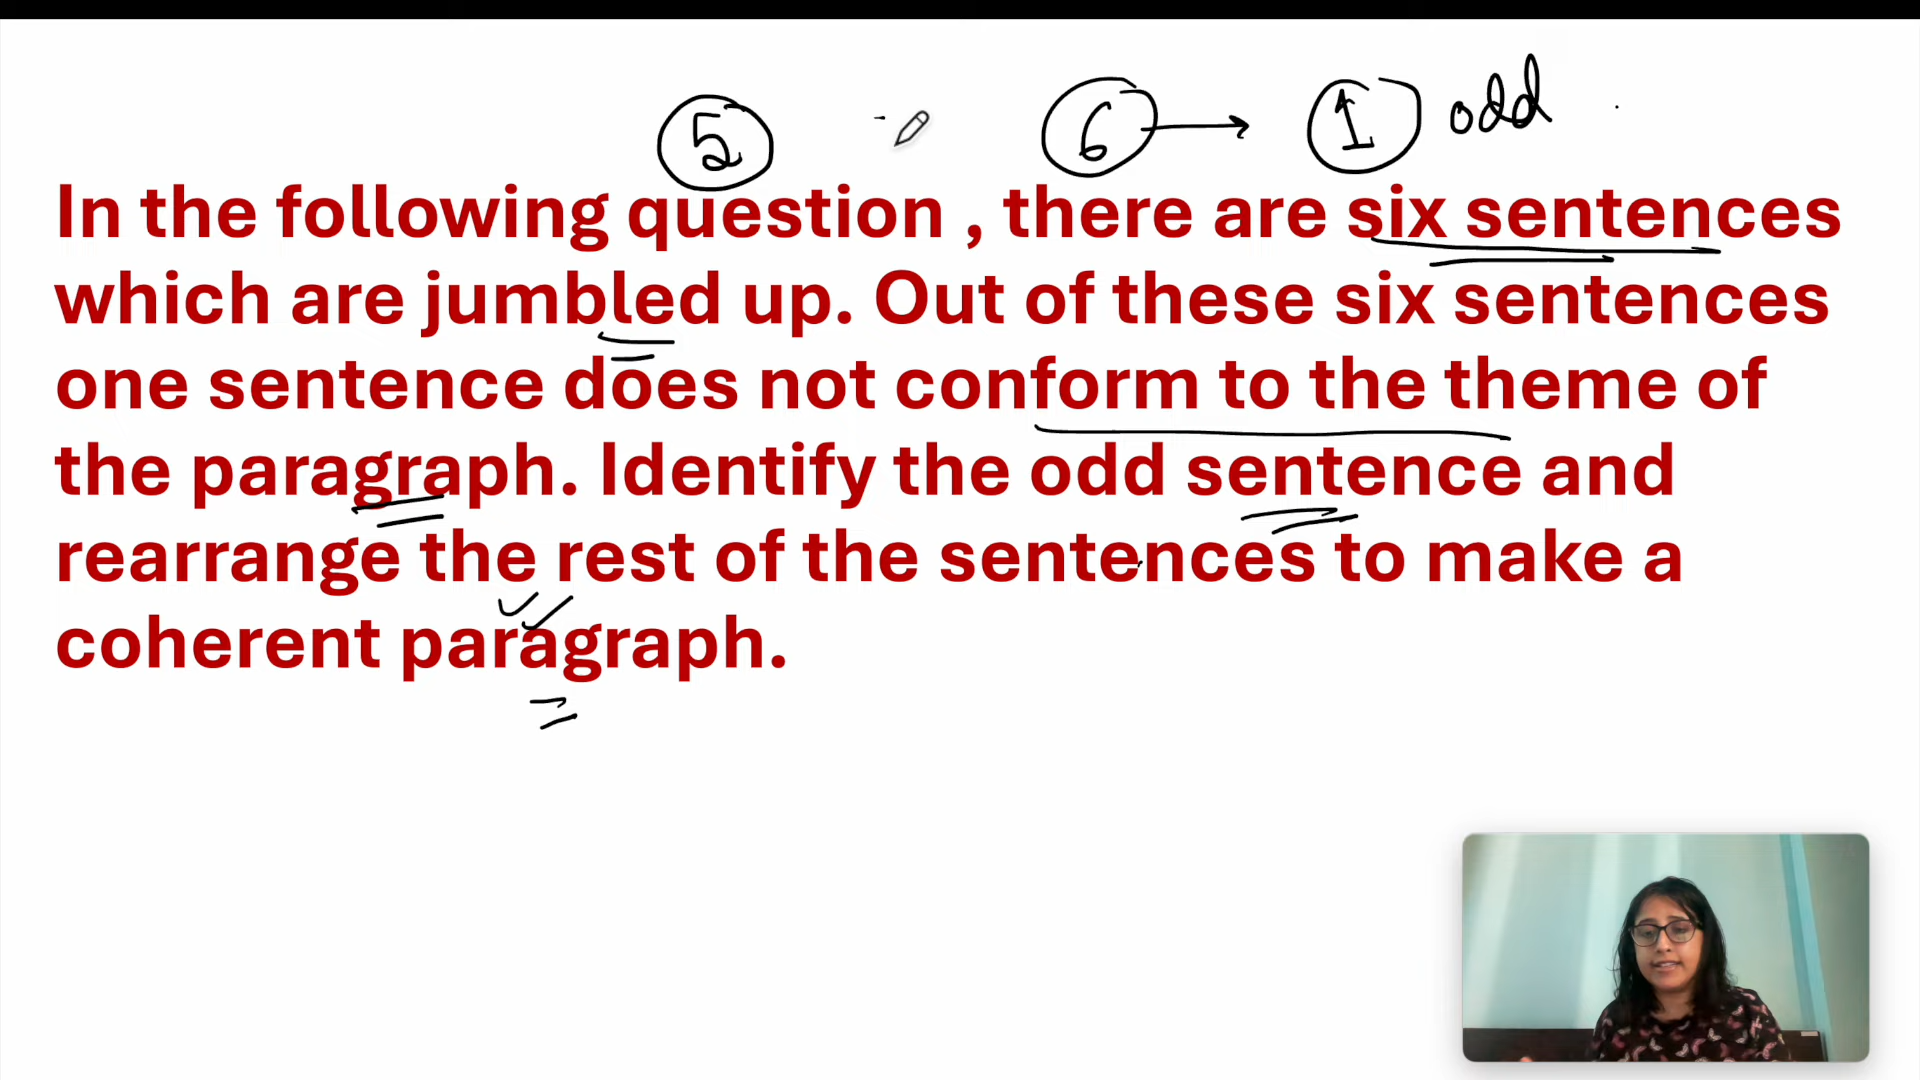 5 6 → 1 odd
In the following question , there are six sentences
which are jumbled up. Out of these six sentences
one sentence does not conform to the theme of
the paragraph. Identify the odd sentence and
rearrange the rest of the sentences to make a
coherent paragraph.